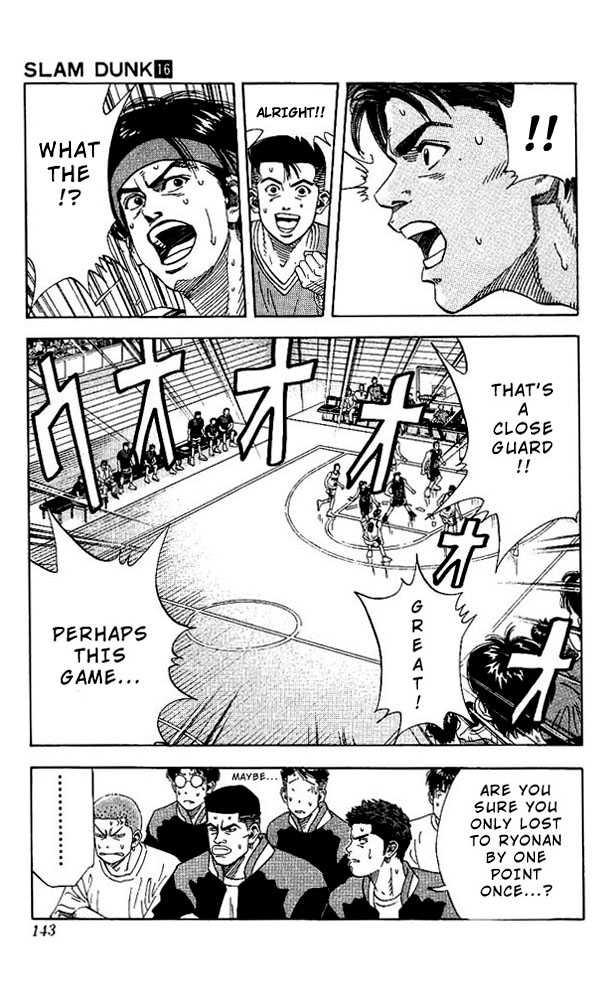 SLAM DUNK 16
!!
ALRIGHT!!
WHAT
THE
!?
THAT'S
A
CLOSE
GUARD
!!
ウオオオ
オ
オ
GREAT!
PERHAPS
THIS
GAME...
ARE YOU
SURE YOU
ONLY LOST
TO RYONAN
BY ONE
POINT
ONCE...?
MAYBE...
.........
143